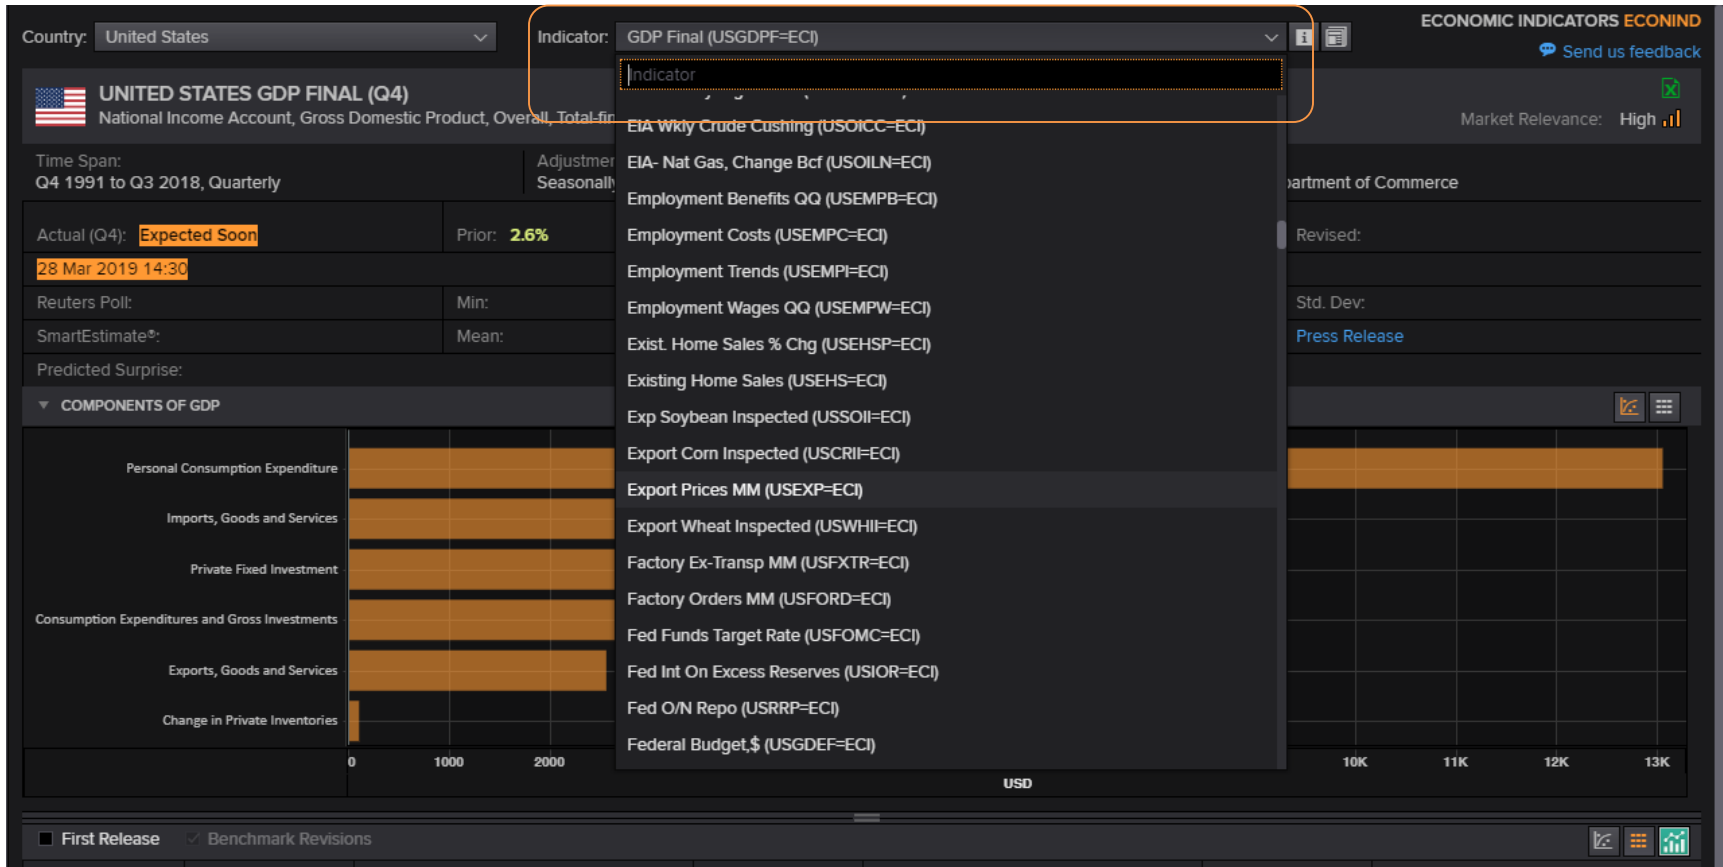 Country: United States Indicator: GDP Final (USGDPF=ECI) ECONOMIC INDICATORS ECONIND
Send us feedback
Indicator
UNITED STATES GDP FINAL (Q4)
National Income Account, Gross Domestic Product, Overall, Total-fin
Market Relevance: High
EIA Wkly Crude Cushing (USOICC=ECI)
EIA- Nat Gas, Change Bcf (USOILN=ECI)
Employment Benefits QQ (USEMPB=ECI)
Employment Costs (USEMPC=ECI)
Employment Trends (USEMPI=ECI)
Employment Wages QQ (USEMPW=ECI)
Exist. Home Sales % Chg (USEHSP=ECI)
Existing Home Sales (USEHS=ECI)
Exp Soybean Inspected (USSOII=ECI)
Export Corn Inspected (USCRII=ECI)
Export Prices MM (USEXP=ECI)
Export Wheat Inspected (USWHII=ECI)
Factory Ex-Transp MM (USFXTR=ECI)
Factory Orders MM (USFORD=ECI)
Fed Funds Target Rate (USFOMC=ECI)
Fed Int On Excess Reserves (USIOR=ECI)
Fed O/N Repo (USRRP=ECI)
Federal Budget,$ (USGDEF=ECI)
Time Span: Adjustmen
Q4 1991 to Q3 2018, Quarterly Seasonally partment of Commerce
Actual (Q4): Expected Soon Prior: 2.6% Revised:
28 Mar 2019 14:30
Reuters Poll: Min: Std. Dev:
SmartEstimate®: Mean: Press Release
Predicted Surprise:
COMPONENTS OF GDP
Personal Consumption Expenditure
Imports, Goods and Services
Private Fixed Investment
Consumption Expenditures and Gross Investments
Exports, Goods and Services
Change in Private Inventories
0 1000 2000 10K 11K 12K 13K
USD
First Release Benchmark Revisions